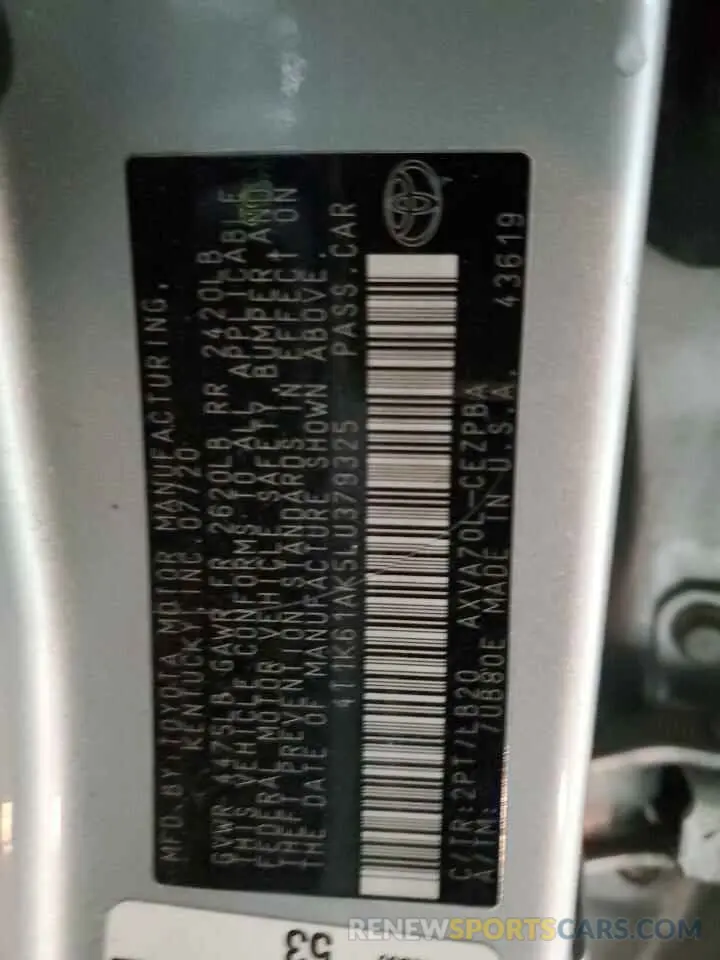 MFD. BY: TOYOTA MOTOR MANUFACTURING,
KENTUCKY, INC. 07/20
GVWR 4475LB GAWR FR 2620LB RR 2420LB
THIS VEHICLE CONFORMS TO ALL APPLICABLE
FEDERAL MOTOR VEHICLE SAFETY, BUMPER, AND
THEFT PREVENTION STANDARDS IN EFFECT ON
THE DATE OF MANUFACTURE SHOWN ABOVE.
4T1K61AK5LU379325 PASS.CAR
C/TR: 2PT/LB20 AXVA70L-CEZPBA
A/TM: 7UB80E MADE IN U.S.A. 43619
53
RENEWSPORTSCARS.COM